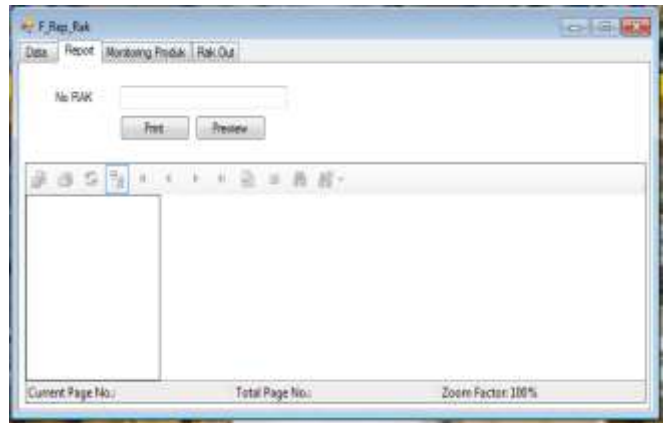 F_Rep_Rak
Data Report Monitoring Produk Rak Out
No RAK
Print Preview
Current Page No.: Total Page No.: Zoom Factor: 100%